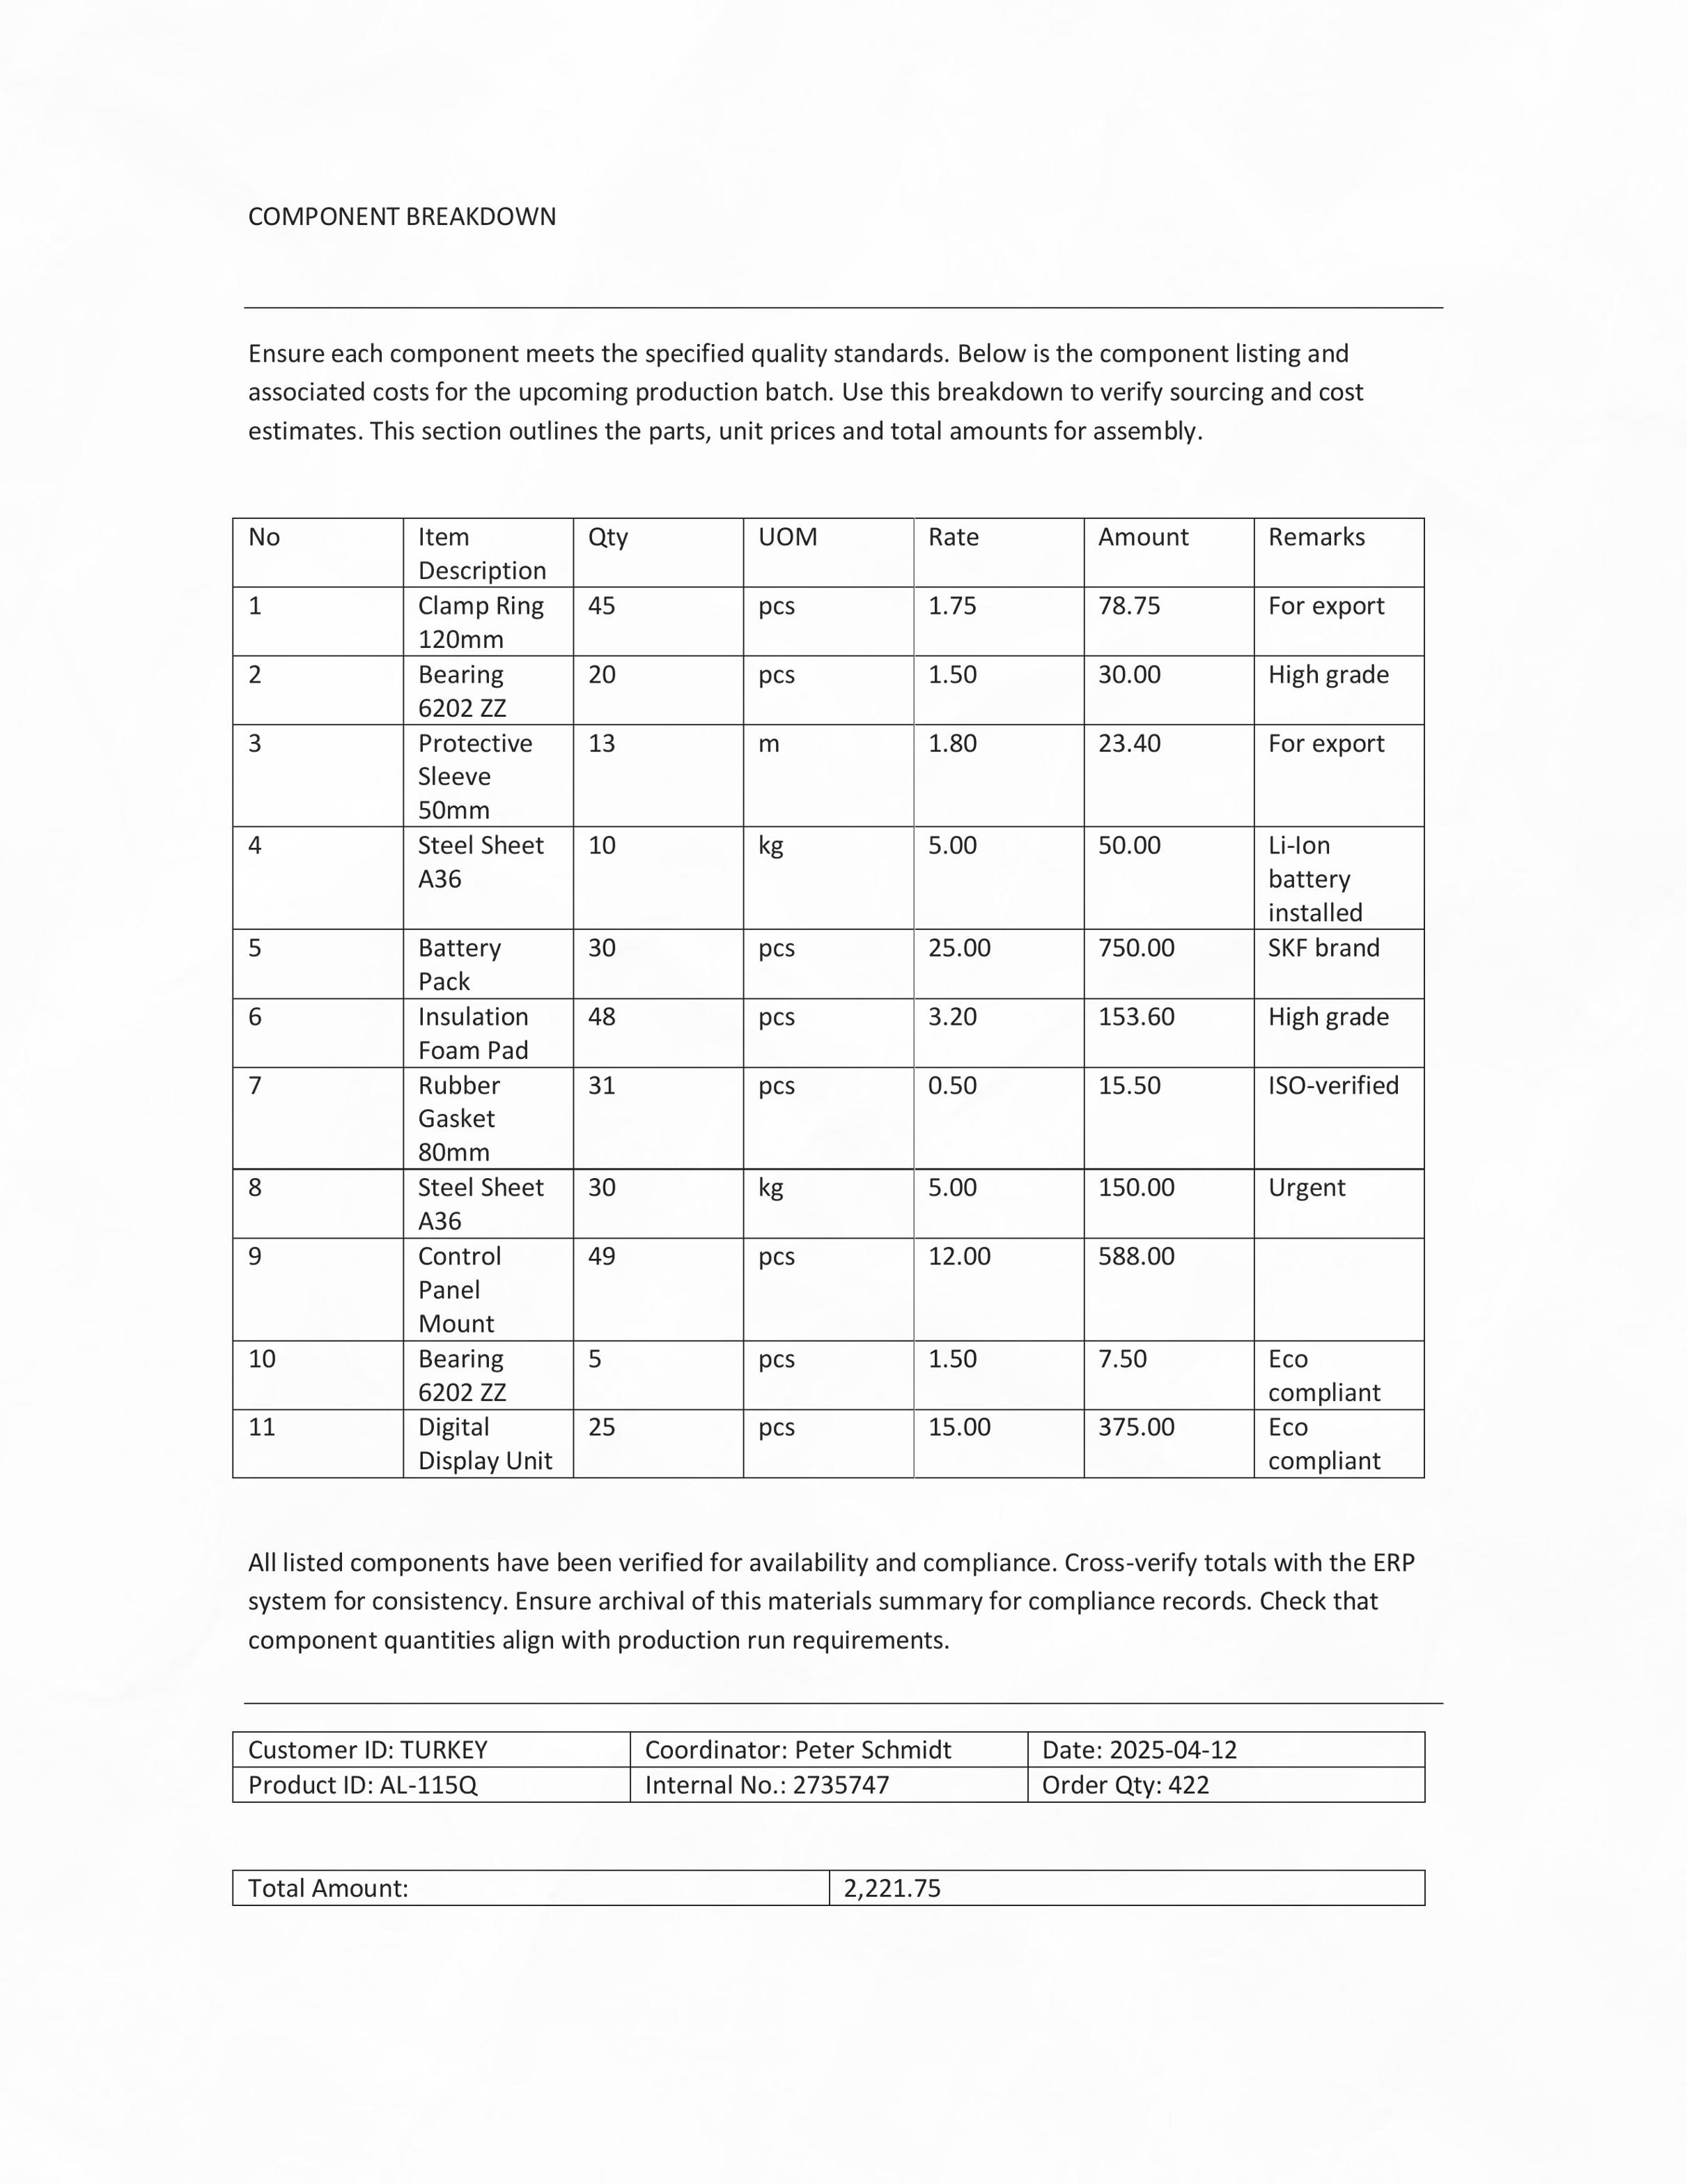 COMPONENT BREAKDOWN
Ensure each component meets the specified quality standards. Below is the component listing and
associated costs for the upcoming production batch. Use this breakdown to verify sourcing and cost
estimates. This section outlines the parts, unit prices and total amounts for assembly.
No Item Description Qty UOM Rate Amount Remarks
1 Clamp Ring 120mm 45 pcs 1.75 78.75 For export
2 Bearing 6202 ZZ 20 pcs 1.50 30.00 High grade
3 Protective Sleeve 50mm 13 m 1.80 23.40 For export
4 Steel Sheet A36 10 kg 5.00 50.00 Li-Ion battery installed
5 Battery Pack 30 pcs 25.00 750.00 SKF brand
6 Insulation Foam Pad 48 pcs 3.20 153.60 High grade
7 Rubber Gasket 80mm 31 pcs 0.50 15.50 ISO-verified
8 Steel Sheet A36 30 kg 5.00 150.00 Urgent
9 Control Panel Mount 49 pcs 12.00 588.00
10 Bearing 6202 ZZ 5 pcs 1.50 7.50 Eco compliant
11 Digital Display Unit 25 pcs 15.00 375.00 Eco compliant
All listed components have been verified for availability and compliance. Cross-verify totals with the ERP
system for consistency. Ensure archival of this materials summary for compliance records. Check that
component quantities align with production run requirements.
Customer ID: TURKEY Coordinator: Peter Schmidt Date: 2025-04-12
Product ID: AL-115Q Internal No.: 2735747 Order Qty: 422
Total Amount: 2,221.75